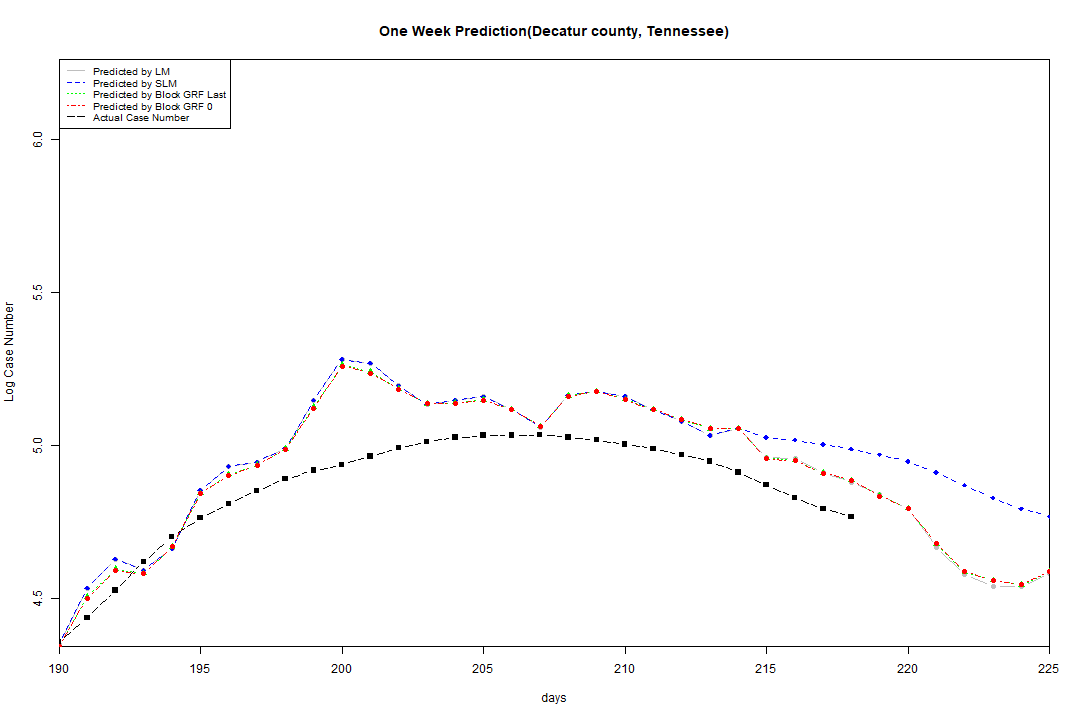 One Week Prediction(Decatur county, Tennessee)
Predicted by LM
Predicted by SLM
Predicted by Block GRF Last
Predicted by Block GRF 0
Actual Case Number
6.0
5.5
5.0
4.5
Log Case Number
190 195 200 205 210 215 220 225
days